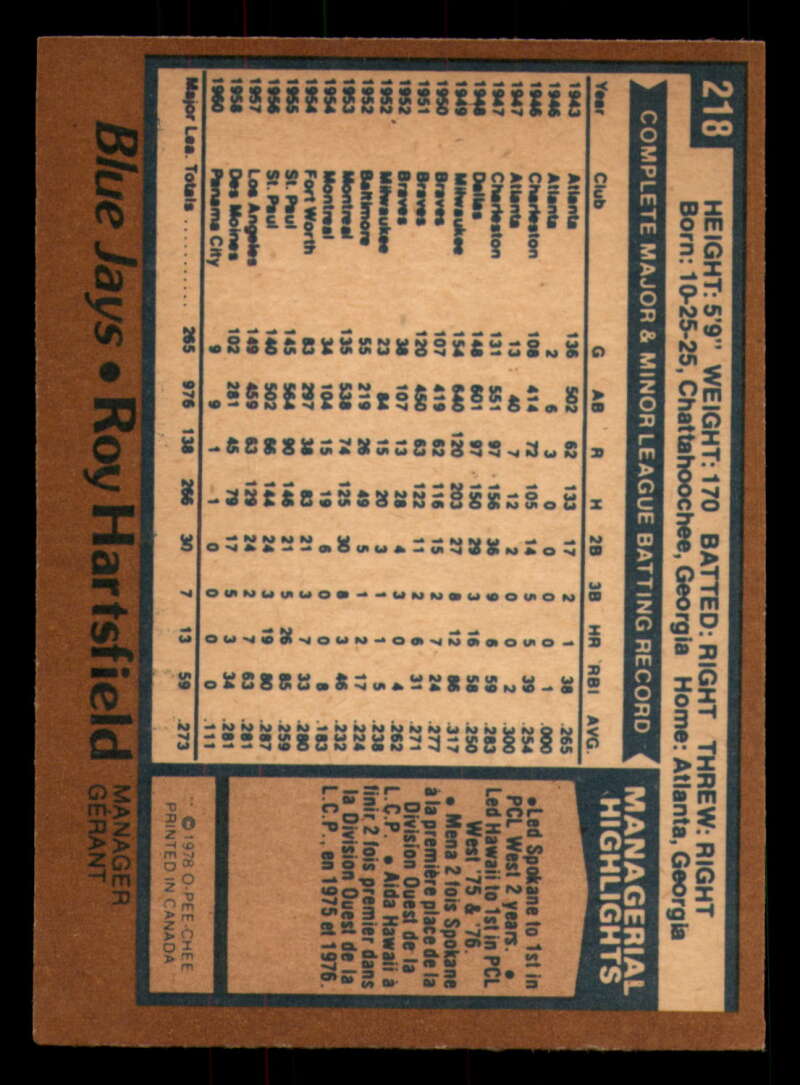 218
HEIGHT: 5'9" WEIGHT: 170 BATTED: RIGHT THREW: RIGHT
Born: 10-25-25, Chattahoochee, Georgia Home: Atlanta, Georgia
COMPLETE MAJOR & MINOR LEAGUE BATTING RECORD
Year Club G AB R H 2B 3B HR RBI AVG.
1943 Atlanta 136 502 62 133 17 2 1 38 .265
1946 Atlanta 2 6 3 0 0 0 0 1 .000
1946 Charleston 108 414 72 105 14 5 5 39 .254
1947 Atlanta 13 40 7 12 2 0 0 2 .300
1947 Charleston 131 551 97 156 36 9 6 59 .283
1948 Dallas 148 601 97 150 29 3 16 58 .250
1949 Milwaukee 154 640 120 203 27 8 12 86 .317
1950 Braves 107 419 62 116 15 2 7 24 .277
1951 Braves 120 450 63 122 11 2 6 31 .271
1952 Braves 38 107 13 28 4 3 0 4 .262
1952 Milwaukee 23 84 15 20 3 1 1 5 .238
1952 Baltimore 55 219 26 49 5 1 2 17 .224
1953 Montreal 135 538 74 125 30 8 3 46 .232
1954 Montreal 34 104 15 19 6 0 0 8 .183
1954 Fort Worth 83 297 38 83 21 3 7 33 .280
1955 St. Paul 145 564 90 146 21 5 26 85 .259
1956 St. Paul 140 502 66 144 24 3 19 80 .287
1957 Los Angeles 149 459 63 129 24 2 7 63 .281
1958 Des Moines 102 281 45 79 17 5 3 34 .281
1960 Panama City 9 9 1 1 0 0 0 0 .111
Major Lea. Totals .......... 265 976 138 266 30 7 13 59 .273
MANAGERIAL
HIGHLIGHTS
•Led Spokane to 1st in
PCL West 2 years. •
Led Hawaii to 1st in PCL
West '75 & '76.
• Mena 2 fois Spokane
à la première place de la
Division Ouest de la
L.C.P. • Aida Hawaii à
finir 2 fois premier dans
la Division Ouest de la
L.C.P., en 1975 et 1976.
© 1978 O-PEE-CHEE
PRINTED IN CANADA
Blue Jays • Roy Hartsfield MANAGER
GÉRANT